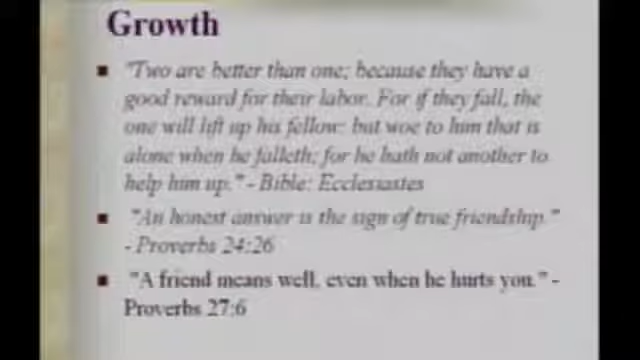 Growth
"Two are better than one; because they have a
good reward for their labor. For if they fall, the
one will lift up his fellow: but woe to him that is
alone when he falleth; for he hath not another to
help him up." - Bible: Ecclesiastes
"An honest answer is the sign of true friendship."
- Proverbs 24:26
"A friend means well, even when he hurts you." -
Proverbs 27:6